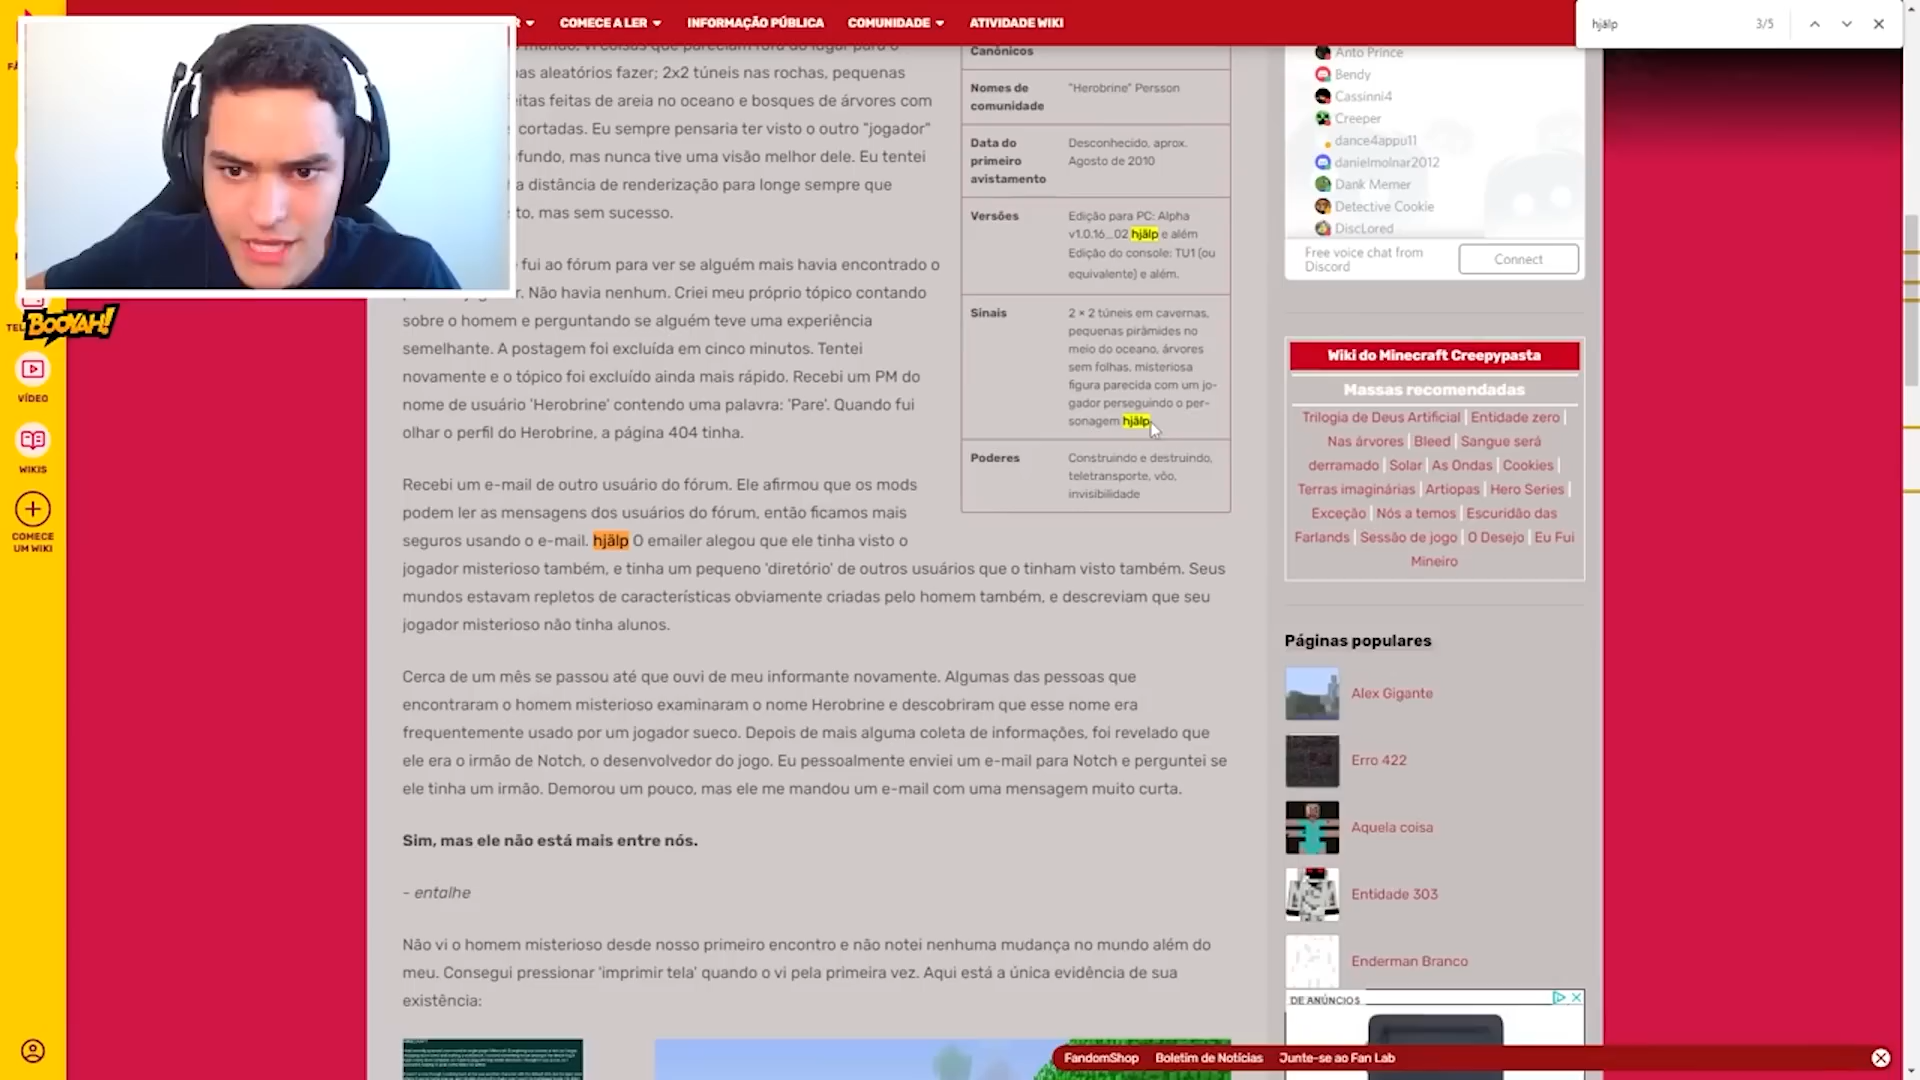 COMECE A LER
INFORMAÇÃO PÚBLICA
COMUNIDADE
ATIVIDADE WIKI
hjälp
3/5
BOOYAH!
VÍDEO
WIKIS
COMECE
UM WIKI
as aleatórios fazer; 2x2 túneis nas rochas, pequenas
eitas feitas de areia no oceano e bosques de árvores com
cortadas. Eu sempre pensaria ter visto o outro "jogador"
fundo, mas nunca tive uma visão melhor dele. Eu tentei
a distância de renderização para longe sempre que
to, mas sem sucesso.
fui ao fórum para ver se alguém mais havia encontrado o
r. Não havia nenhum. Criei meu próprio tópico contando
sobre o homem e perguntando se alguém teve uma experiência
semelhante. A postagem foi excluída em cinco minutos. Tentei
novamente e o tópico foi excluído ainda mais rápido. Recebi um PM do
nome de usuário 'Herobrine' contendo uma palavra: 'Pare'. Quando fui
olhar o perfil do Herobrine, a página 404 tinha.
Recebi um e-mail de outro usuário do fórum. Ele afirmou que os mods
podem ler as mensagens dos usuários do fórum, então ficamos mais
seguros usando o e-mail. hjälp O emailer alegou que ele tinha visto o
jogador misterioso também, e tinha um pequeno 'diretório' de outros usuários que o tinham visto também. Seus
mundos estavam repletos de características obviamente criadas pelo homem também, e descreviam que seu
jogador misterioso não tinha alunos.
Cerca de um mês se passou até que ouvi de meu informante novamente. Algumas das pessoas que
encontraram o homem misterioso examinaram o nome Herobrine e descobriram que esse nome era
frequentemente usado por um jogador sueco. Depois de mais alguma coleta de informações, foi revelado que
ele era o irmão de Notch, o desenvolvedor do jogo. Eu pessoalmente enviei um e-mail para Notch e perguntei se
ele tinha um irmão. Demorou um pouco, mas ele me mandou um e-mail com uma mensagem muito curta.
Sim, mas ele não está mais entre nós.
- entalhe
Não vi o homem misterioso desde nosso primeiro encontro e não notei nenhuma mudança no mundo além do
meu. Consegui pressionar 'imprimir tela' quando o vi pela primeira vez. Aqui está a única evidência de sua
existência:
Canônicos
Nomes de
comunidade
"Herobrine" Persson
Data do
primeiro
avistamento
Desconhecido, aprox.
Agosto de 2010
Versões
Edição para PC: Alpha
v1.0.16_02 hjälp e além
Edição do console: TU1 (ou
equivalente) e além.
Sinais
2 × 2 túneis em cavernas,
pequenas pirâmides no
meio do oceano, árvores
sem folhas, misteriosa
figura parecida com um jo-
gador perseguindo o per-
sonagem hjälp
Poderes
Construindo e destruindo,
teletransporte, vôo,
invisibilidade
Anto Prince
Bendy
Cassinni4
Creeper
dance4appu11
danielmolnar2012
Dank Memer
Detective Cookie
DiscLored
Free voice chat from
Discord
Connect
Wiki do Minecraft Creepypasta
Massas recomendadas
Trilogia de Deus Artificial | Entidade zero |
Nas árvores | Bleed | Sangue será
derramado | Solar | As Ondas | Cookies |
Terras imaginárias | Artiopas | Hero Series |
Exceção | Nós a temos | Escuridão das
Farlands | Sessão de jogo | O Desejo | Eu Fui
Mineiro
Páginas populares
Alex Gigante
Erro 422
Aquela coisa
Entidade 303
Enderman Branco
DE ANÚNCIOS
FandomShop
Boletim de Notícias
Junte-se ao Fan Lab